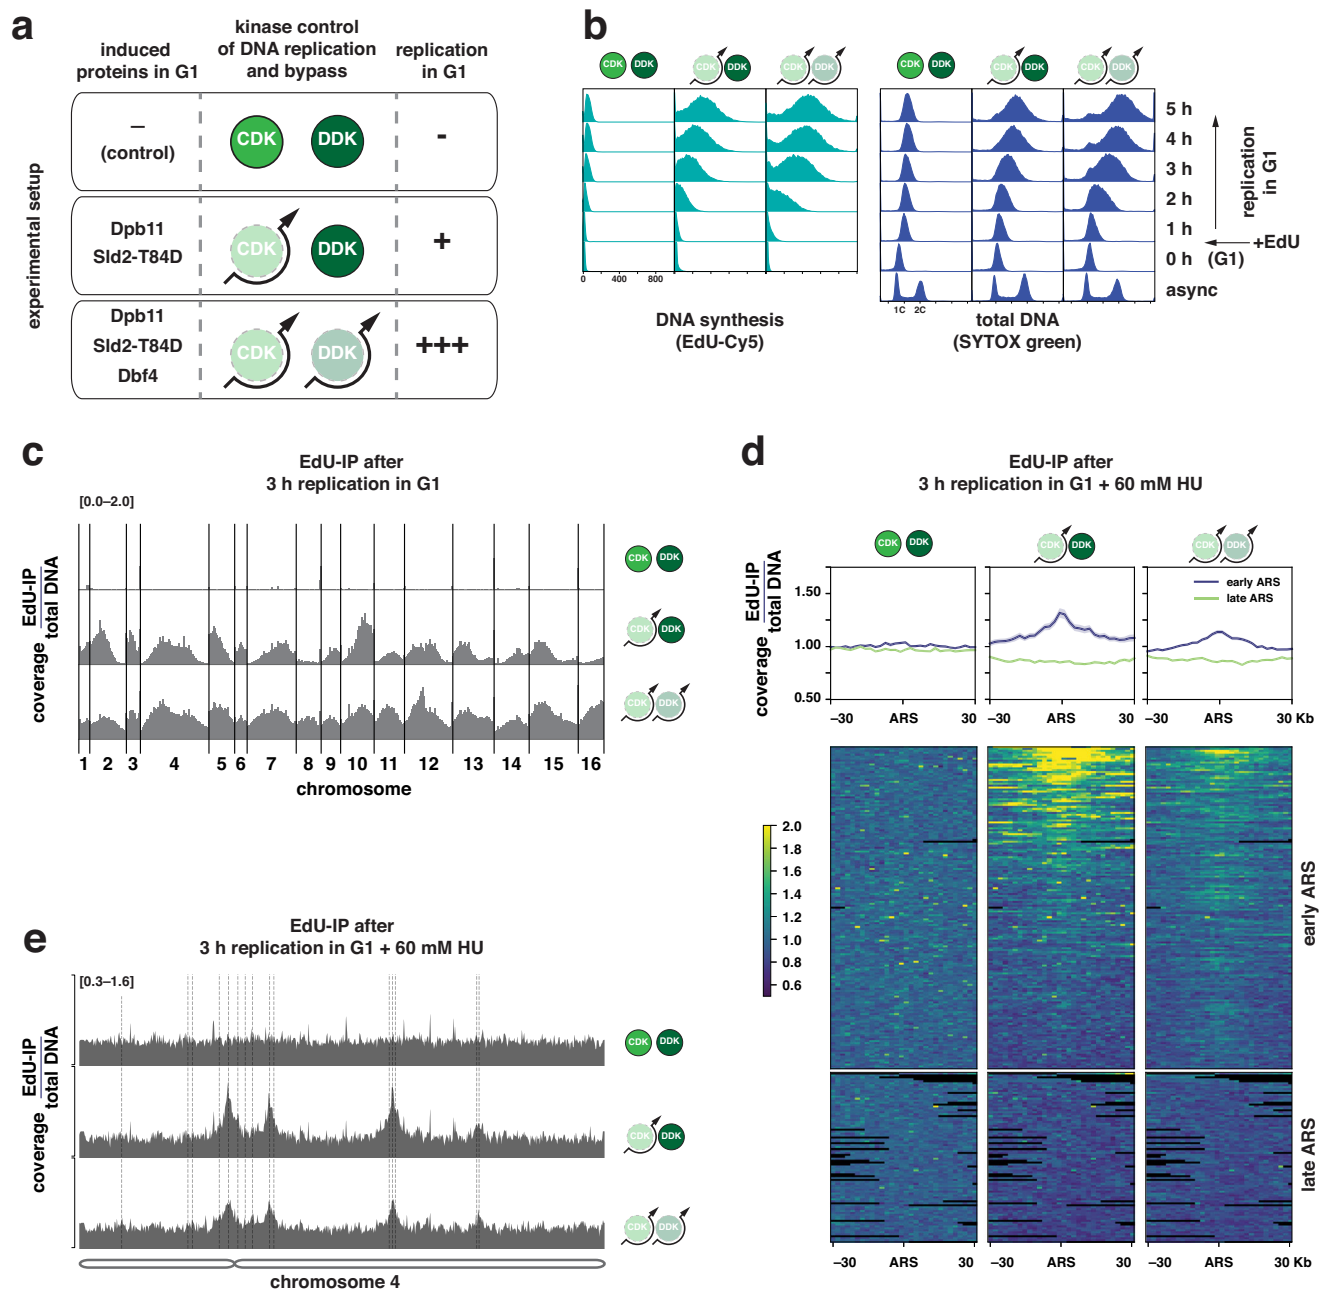 a
induced
proteins in G1
kinase control
of DNA replication
and bypass
replication
in G1
experimental setup
–
(control)
CDK
DDK
-
Dpb11
Sld2-T84D
CDK
DDK
+
Dpb11
Sld2-T84D
Dbf4
CDK
DDK
+++
b
CDK DDK
CDK DDK
CDK DDK
CDK DDK
CDK DDK
CDK DDK
5 h
4 h
3 h
2 h
1 h
0 h
async
replication
in G1
+EdU
(G1)
0 400 800
1C 2C
DNA synthesis
(EdU-Cy5)
total DNA
(SYTOX green)
c
EdU-IP after
3 h replication in G1
[0.0–2.0]
coverage EdU-IP
total DNA
CDK DDK
CDK DDK
CDK DDK
1 2 3 4 5 6 7 8 9 10 11 12 13 14 15 16
chromosome
d
EdU-IP after
3 h replication in G1 + 60 mM HU
CDK DDK
CDK DDK
CDK DDK
coverage EdU-IP
total DNA
1.50
1.00
0.50
early ARS
late ARS
–30 ARS 30
–30 ARS 30
–30 ARS 30 Kb
2.0
1.8
1.6
1.4
1.2
1.0
0.8
0.6
early ARS
late ARS
–30 ARS 30
–30 ARS 30
–30 ARS 30 Kb
e
EdU-IP after
3 h replication in G1 + 60 mM HU
[0.3–1.6]
coverage EdU-IP
total DNA
CDK DDK
CDK DDK
CDK DDK
chromosome 4